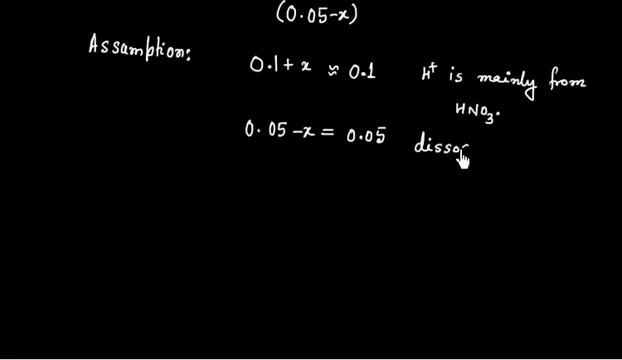 (0.05-x)
Assumption: 0.1+x ≈ 0.1 H⁺ is mainly from
HNO₃.
0.05-x = 0.05